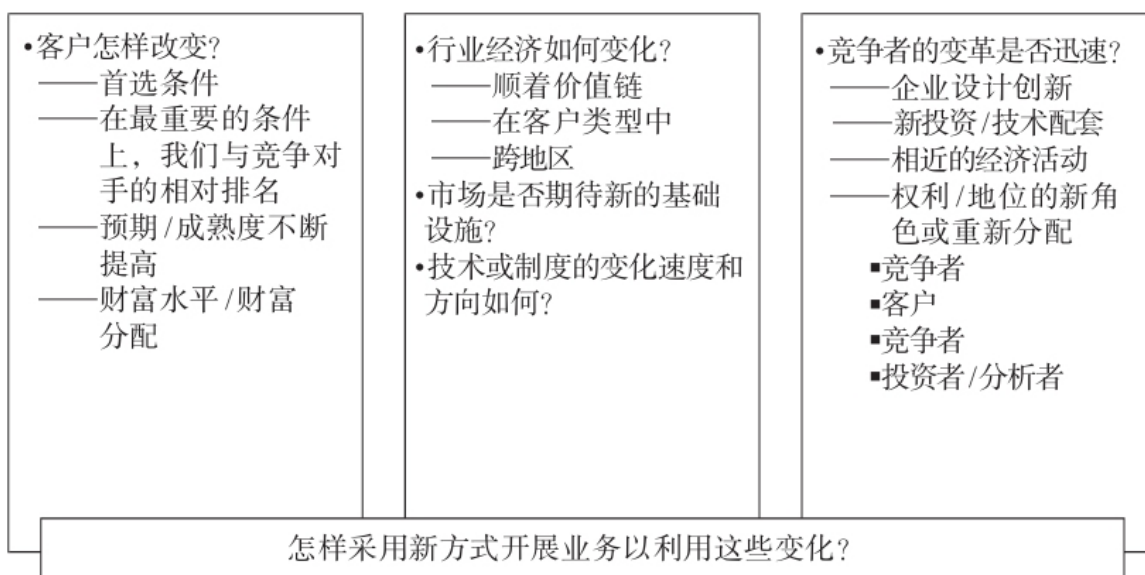 •客户怎样改变?
——首选条件
——在最重要的条件
上，我们与竞争对
手的相对排名
——预期/成熟度不断
提高
——财富水平/财富
分配
•行业经济如何变化?
——顺着价值链
——在客户类型中
——跨地区
•市场是否期待新的基础
设施?
•技术或制度的变化速度和
方向如何?
•竞争者的变革是否迅速?
——企业设计创新
——新投资/技术配套
——相近的经济活动
——权利/地位的新角
色或重新分配
▪竞争者
▪客户
▪竞争者
▪投资者/分析者
怎样采用新方式开展业务以利用这些变化?